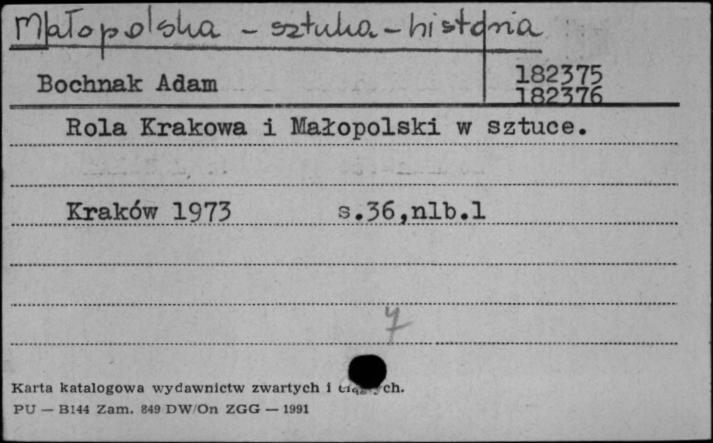 Małopolska - sztuka - historia
Bochnak Adam
182375
182376
Rola Krakowa i Małopolski w sztuce.
Kraków 1973 s.36,nlb.1
4
Karta katalogowa wydawnictw zwartych i
PU — B144 Zam. 849 DW/On ZGG — 1991